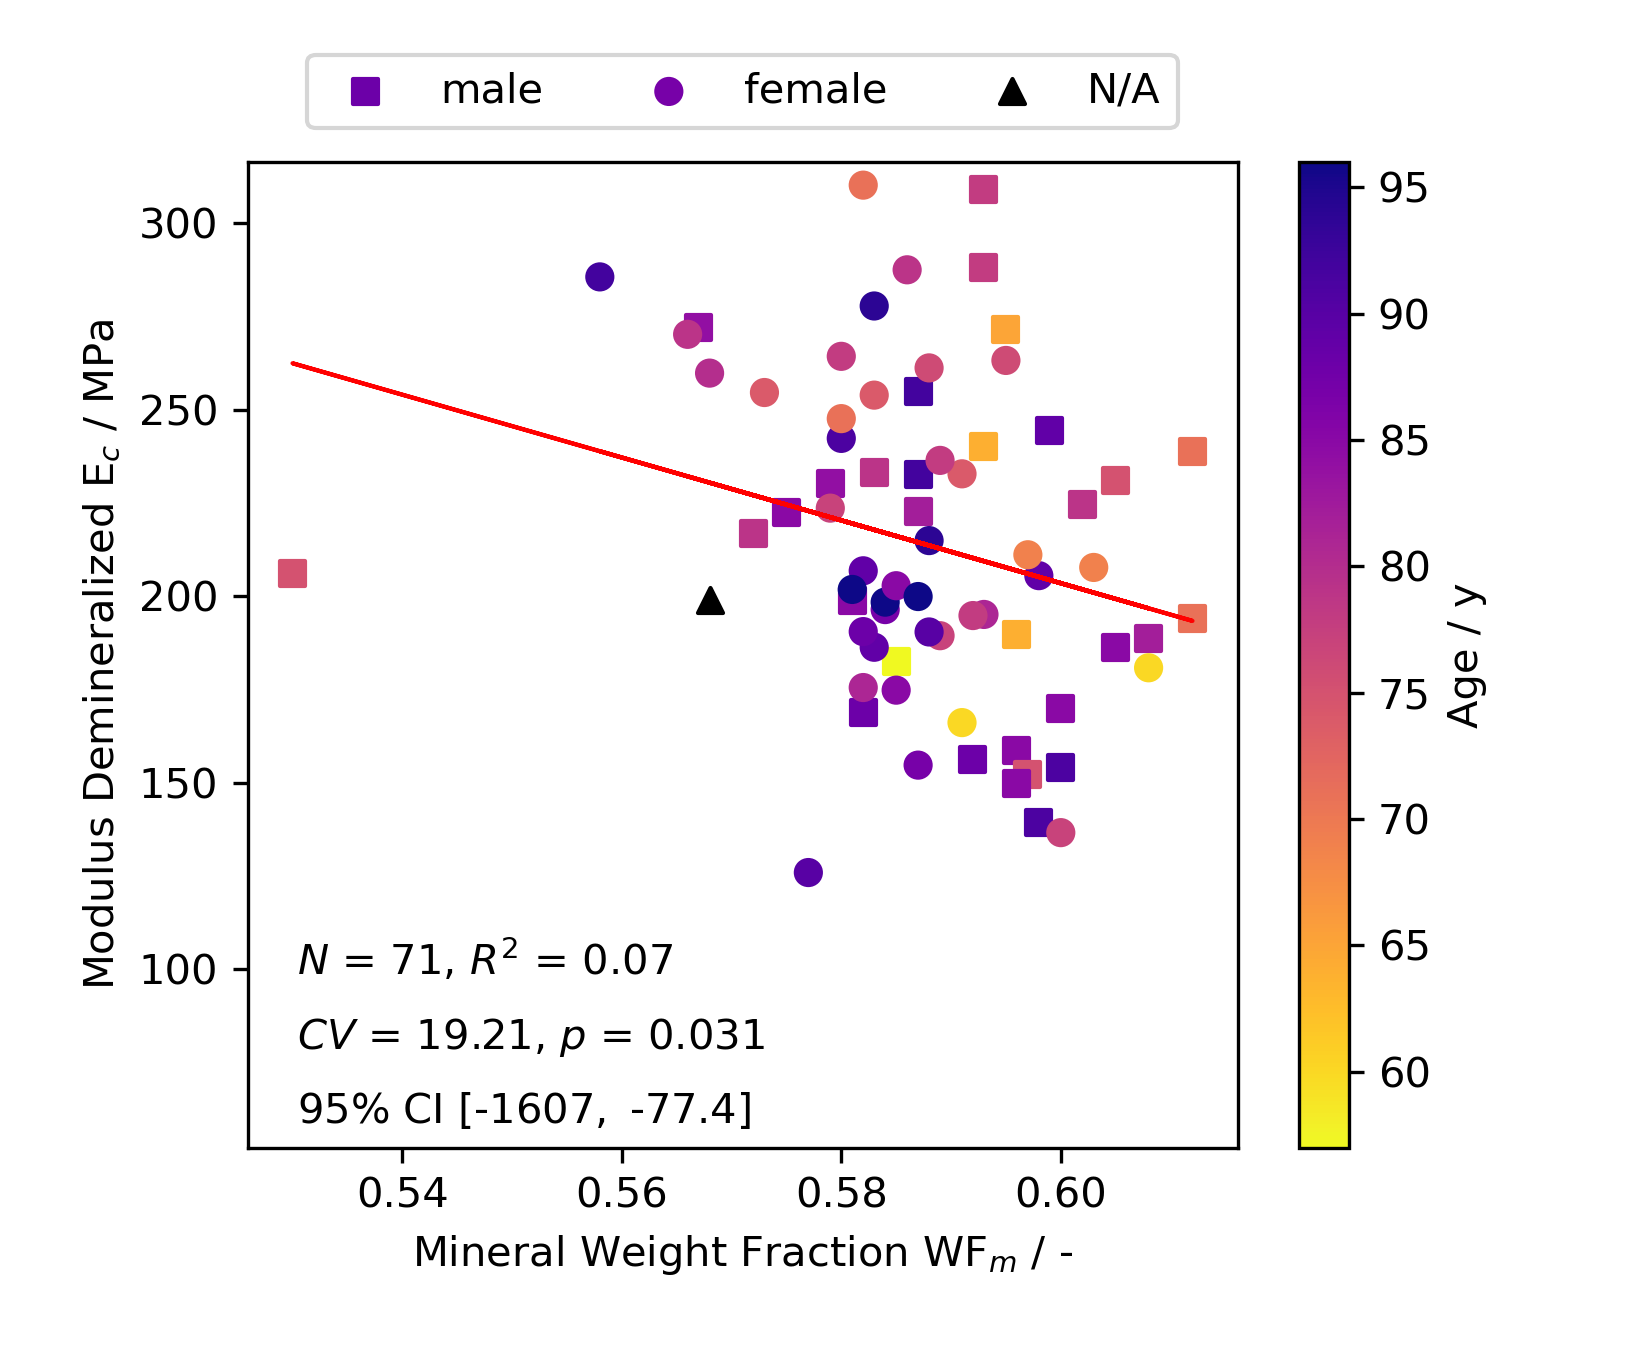 male female N/A
300
250
200
150
100
Modulus Demineralized E_c / MPa
N = 71, R² = 0.07
CV = 19.21, p = 0.031
95% CI [-1607, -77.4]
0.54 0.56 0.58 0.60
Mineral Weight Fraction WF_m / -
95
90
85
80
75
70
65
60
Age / y